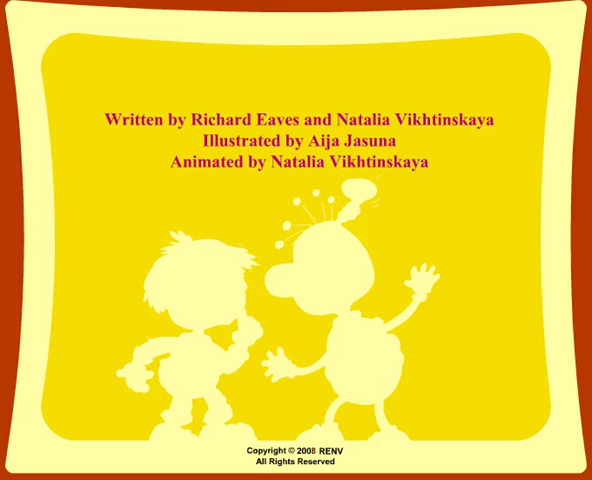 Written by Richard Eaves and Natalia Vikhtinskaya
Illustrated by Aija Jasuna
Animated by Natalia Vikhtinskaya
Copyright © 2008 RENV
All Rights Reserved